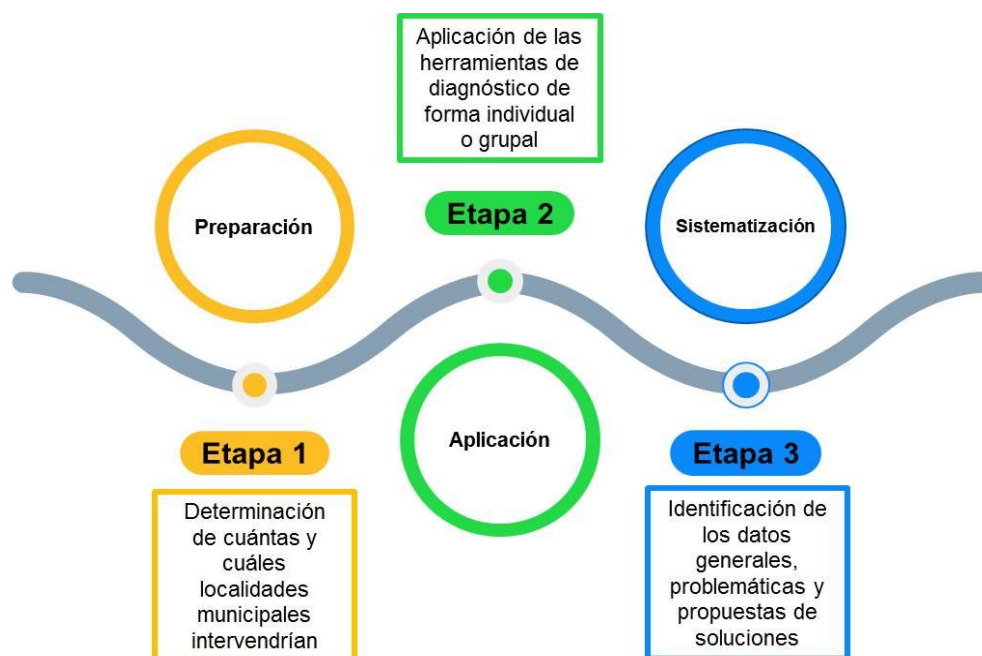 Preparación
Etapa 1
Determinación
de cuántas y
cuáles
localidades
municipales
intervendrían
Aplicación de las
herramientas de
diagnóstico de
forma individual
o grupal
Etapa 2
Aplicación
Sistematización
Etapa 3
Identificación de
los datos
generales,
problemáticas y
propuestas de
soluciones